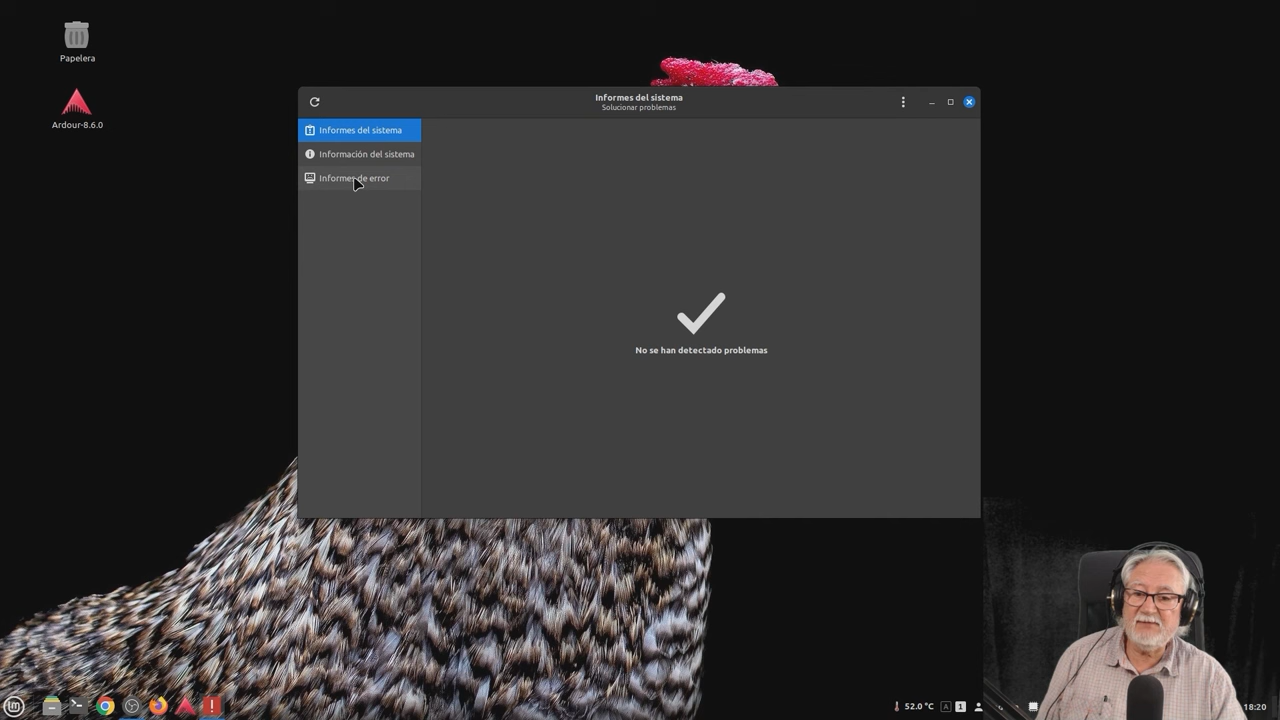 Papelera
Ardour-8.6.0
Informes del sistema
Solucionar problemas
Informes del sistema
Información del sistema
Informes de error
No se han detectado problemas
52.0 °C
A
1
18:20